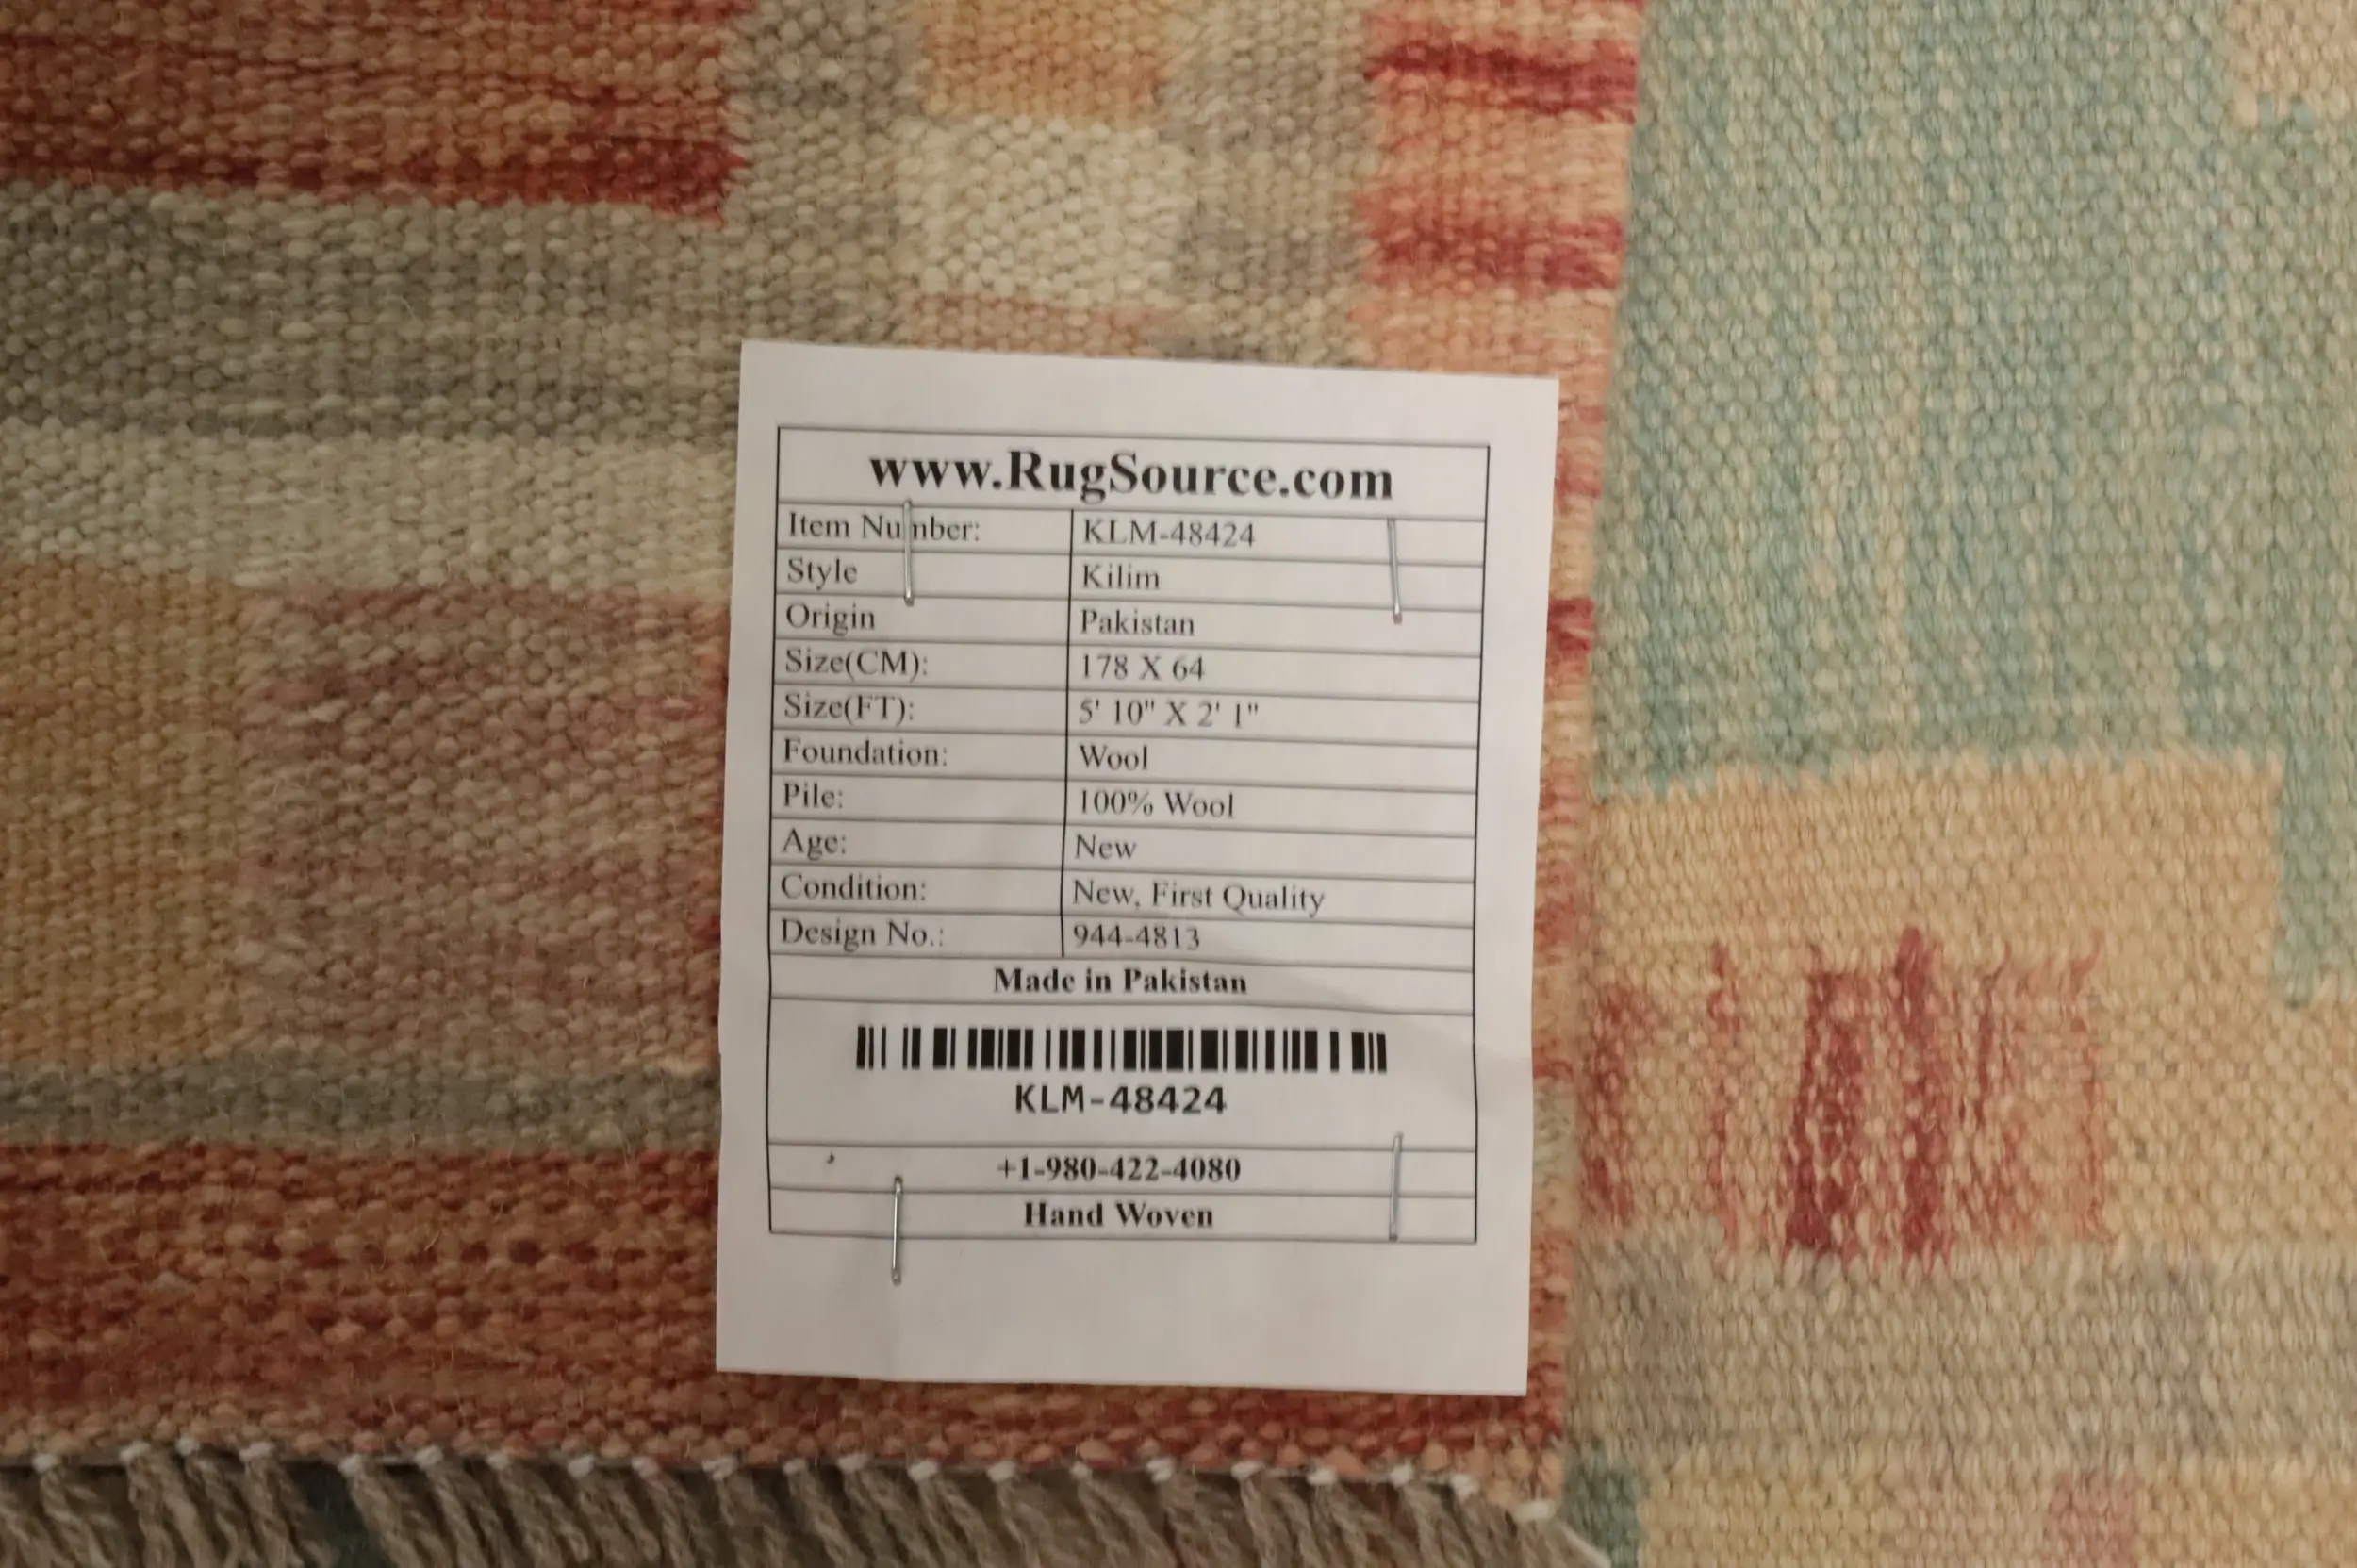 www.RugSource.com
Item Number: KLM-48424
Style Kilim
Origin Pakistan
Size(CM): 178 X 64
Size(FT): 5' 10" X 2' 1"
Foundation: Wool
Pile: 100% Wool
Age: New
Condition: New, First Quality
Design No.: 944-4813
Made in Pakistan
KLM-48424
+1-980-422-4080
Hand Woven